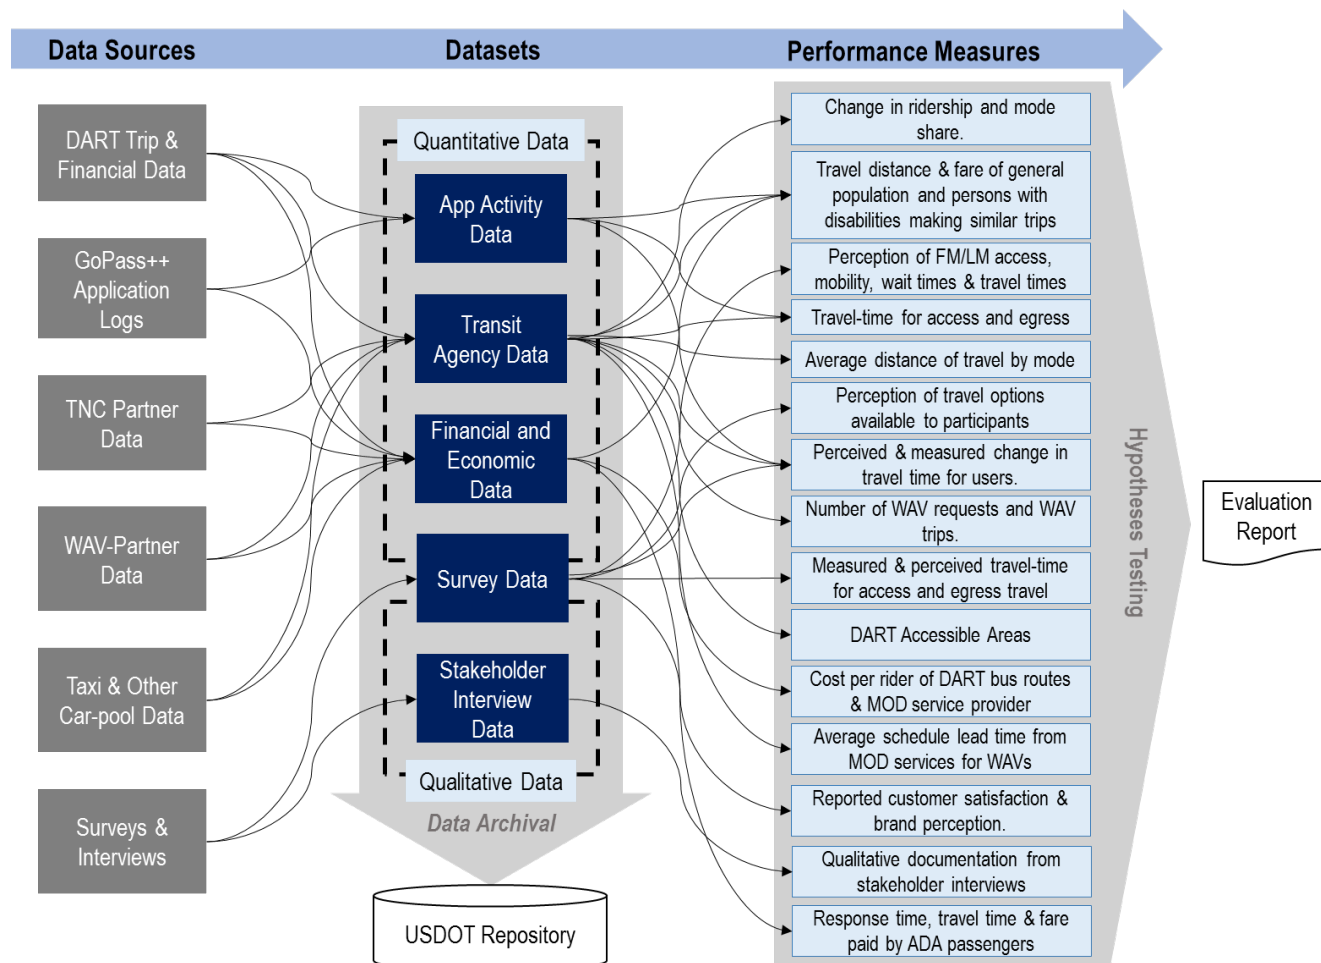 Data Sources
Datasets
Performance Measures
DART Trip &
Financial Data
GoPass++
Application
Logs
TNC Partner
Data
WAV-Partner
Data
Taxi & Other
Car-pool Data
Surveys &
Interviews
Quantitative Data
App Activity
Data
Transit
Agency Data
Financial and
Economic
Data
Survey Data
Stakeholder
Interview
Data
Qualitative Data
Data Archival
USDOT Repository
Change in ridership and mode
share.
Travel distance & fare of general
population and persons with
disabilities making similar trips
Perception of FM/LM access,
mobility, wait times & travel times
Travel-time for access and egress
Average distance of travel by mode
Perception of travel options
available to participants
Perceived & measured change in
travel time for users.
Number of WAV requests and WAV
trips.
Measured & perceived travel-time
for access and egress travel
DART Accessible Areas
Cost per rider of DART bus routes
& MOD service provider
Average schedule lead time from
MOD services for WAVs
Reported customer satisfaction &
brand perception.
Qualitative documentation from
stakeholder interviews
Response time, travel time & fare
paid by ADA passengers
Hypotheses Testing
Evaluation
Report